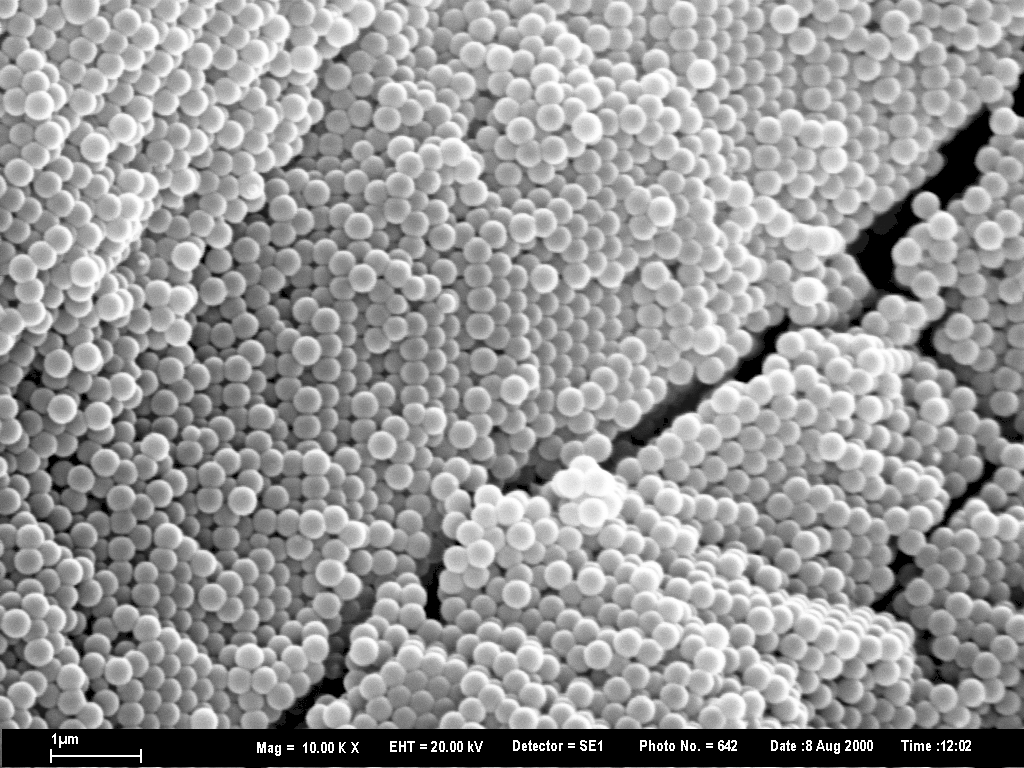 1µm
Mag = 10.00 K X EHT = 20.00 kV Detector = SE1 Photo No. = 642 Date :8 Aug 2000 Time :12:02